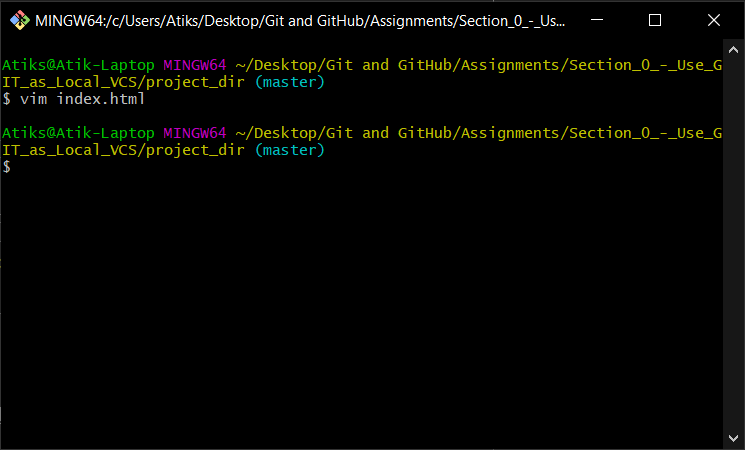 MINGW64:/c/Users/Atiks/Desktop/Git and GitHub/Assignments/Section_0_-_Us...
Atiks@Atik-Laptop MINGW64 ~/Desktop/Git and GitHub/Assignments/Section_0_-_Use_G
IT_as_Local_VCS/project_dir (master)
$ vim index.html
Atiks@Atik-Laptop MINGW64 ~/Desktop/Git and GitHub/Assignments/Section_0_-_Use_G
IT_as_Local_VCS/project_dir (master)
$